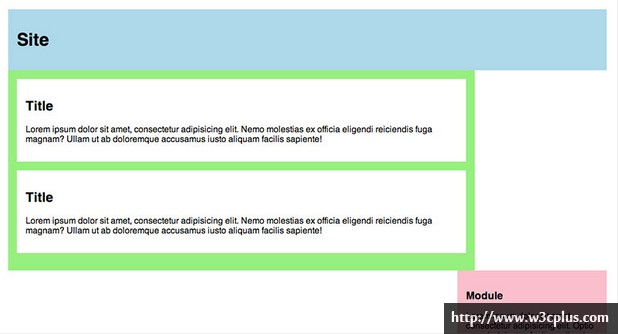 Site
Title
Lorem ipsum dolor sit amet, consectetur adipisicing elit. Nemo molestias ex officia eligendi reiciendis fuga
magnam? Ullam ut ab doloremque accusamus iusto aliquam facilis sapiente!
Title
Lorem ipsum dolor sit amet, consectetur adipisicing elit. Nemo molestias ex officia eligendi reiciendis fuga
magnam? Ullam ut ab doloremque accusamus iusto aliquam facilis sapiente!
Module
http://www.w3cplus.com
consectetur adipisicing elit. Optio